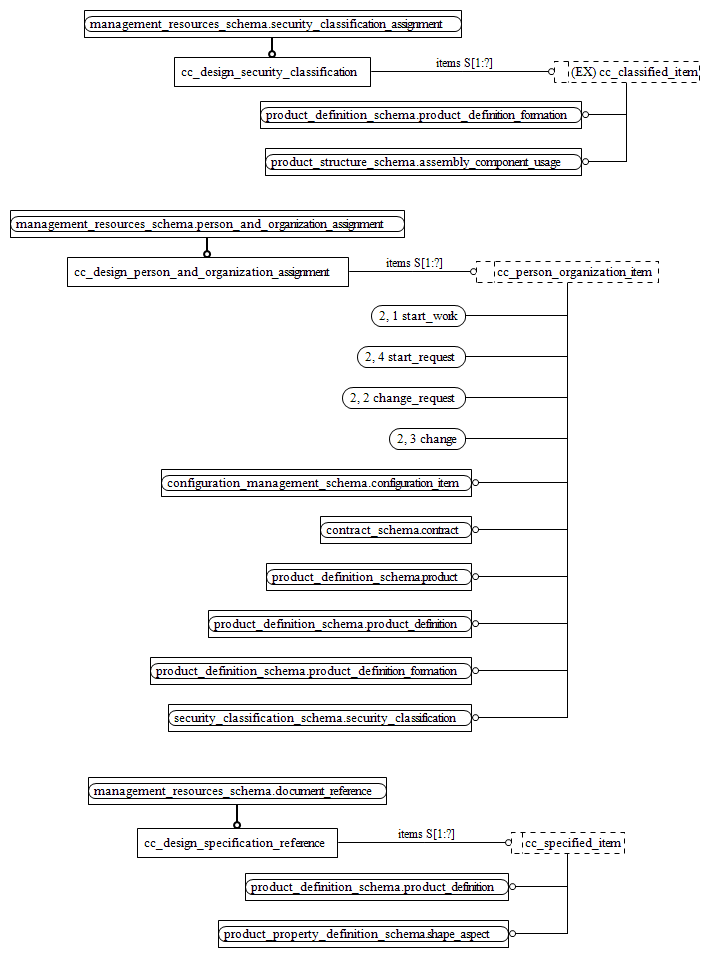 management_resources_schema.security_classification_assignment
cc_design_security_classification
items S[1:?]
(EX) cc_classified_item
product_definition_schema.product_definition_formation
product_structure_schema.assembly_component_usage
management_resources_schema.person_and_organization_assignment
cc_design_person_and_organization_assignment
items S[1:?]
cc_person_organization_item
2, 1 start_work
2, 4 start_request
2, 2 change_request
2, 3 change
configuration_management_schema.configuration_item
contract_schema.contract
product_definition_schema.product
product_definition_schema.product_definition
product_definition_schema.product_definition_formation
security_classification_schema.security_classification
management_resources_schema.document_reference
cc_design_specification_reference
items S[1:?]
cc_specified_item
product_definition_schema.product_definition
product_property_definition_schema.shape_aspect